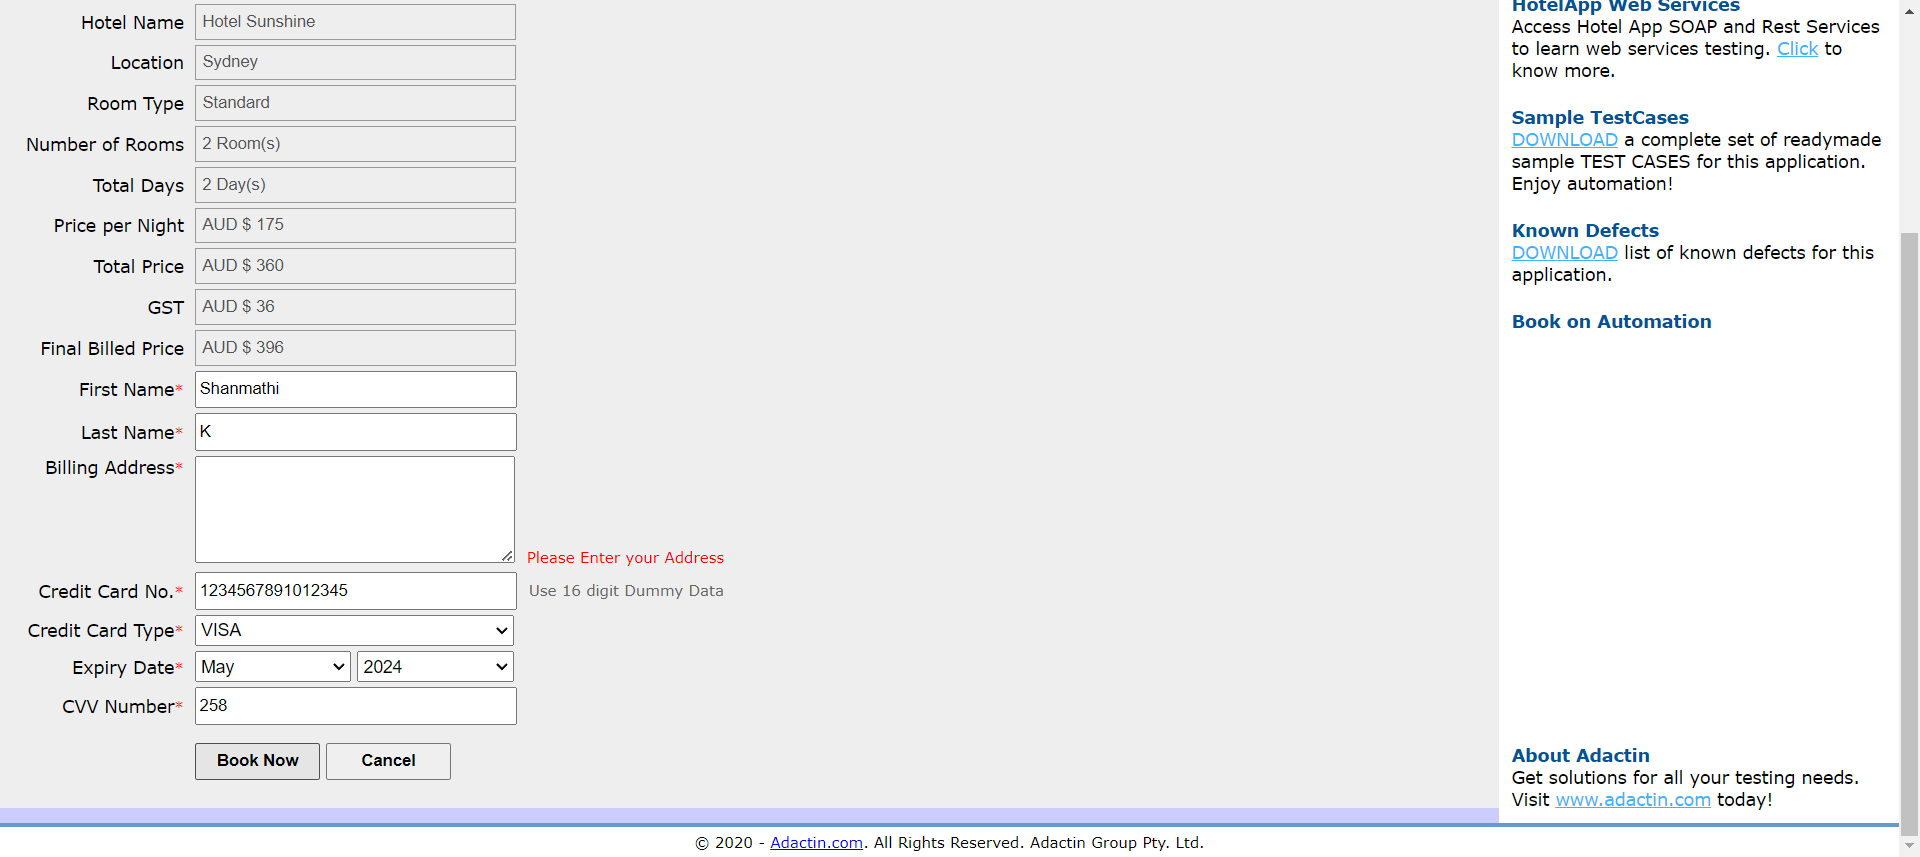 Hotel Name Hotel Sunshine
Location Sydney
Room Type Standard
Number of Rooms 2 Room(s)
Total Days 2 Day(s)
Price per Night AUD $ 175
Total Price AUD $ 360
GST AUD $ 36
Final Billed Price AUD $ 396
First Name* Shanmathi
Last Name* K
Billing Address*
Please Enter your Address
Credit Card No.* 1234567891012345 Use 16 digit Dummy Data
Credit Card Type* VISA
Expiry Date* May 2024
CVV Number* 258
Book Now Cancel
HotelApp Web Services
Access Hotel App SOAP and Rest Services
to learn web services testing. Click to
know more.
Sample TestCases
DOWNLOAD a complete set of readymade
sample TEST CASES for this application.
Enjoy automation!
Known Defects
DOWNLOAD list of known defects for this
application.
Book on Automation
About Adactin
Get solutions for all your testing needs.
Visit www.adactin.com today!
© 2020 - Adactin.com. All Rights Reserved. Adactin Group Pty. Ltd.